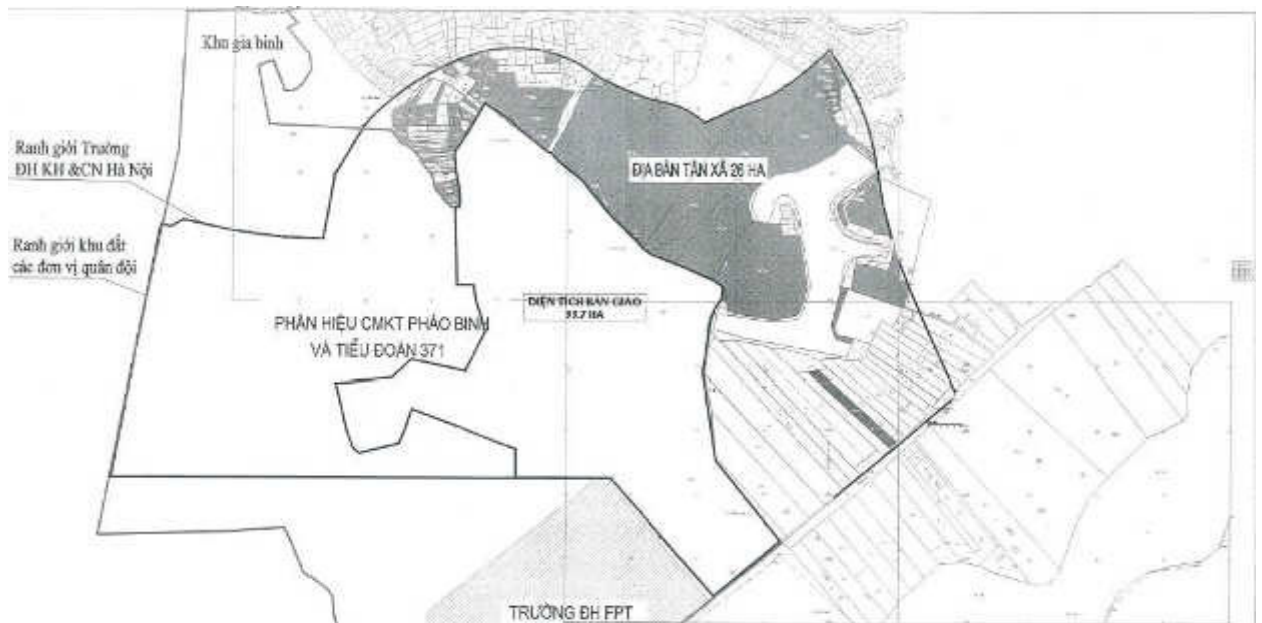 Khu gia binh
Ranh giới Trường
ĐH KH &CN Hà Nội
ĐỊA BÀN TÂN XÃ 26 HA
Ranh giới khu đất
các đơn vị quân đội
DIỆN TÍCH BÀN GIAO
PHÂN HIỆU CMKT PHÁO BINH
VÀ TIỂU ĐOÀN 371
TRƯỜNG ĐH FPT